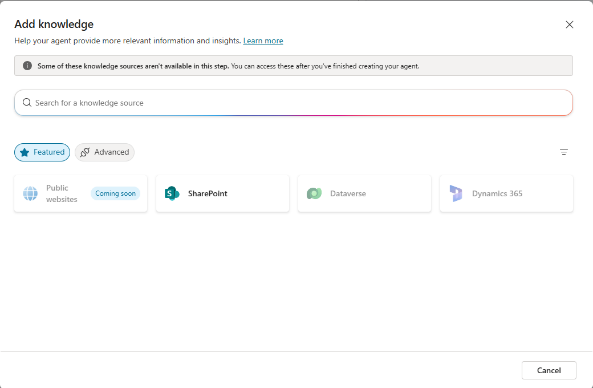 Add knowledge
Help your agent provide more relevant information and insights. Learn more
Some of these knowledge sources aren't available in this step. You can access these after you've finished creating your agent.
Search for a knowledge source
Featured
Advanced
Public
websites
Coming soon
SharePoint
Dataverse
Dynamics 365
Cancel